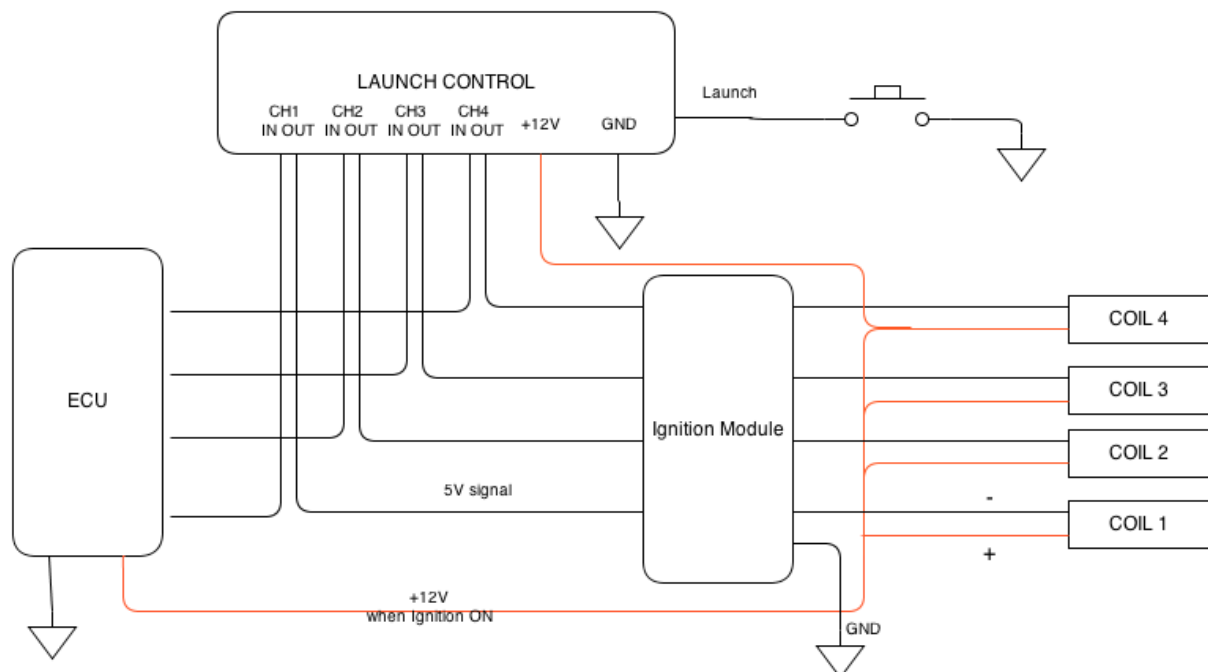 LAUNCH CONTROL
CH1 CH2 CH3 CH4
IN OUT IN OUT IN OUT IN OUT +12V GND
Launch
ECU
Ignition Module
5V signal
COIL 4
COIL 3
COIL 2
-
COIL 1
+
+12V
when Ignition ON
GND